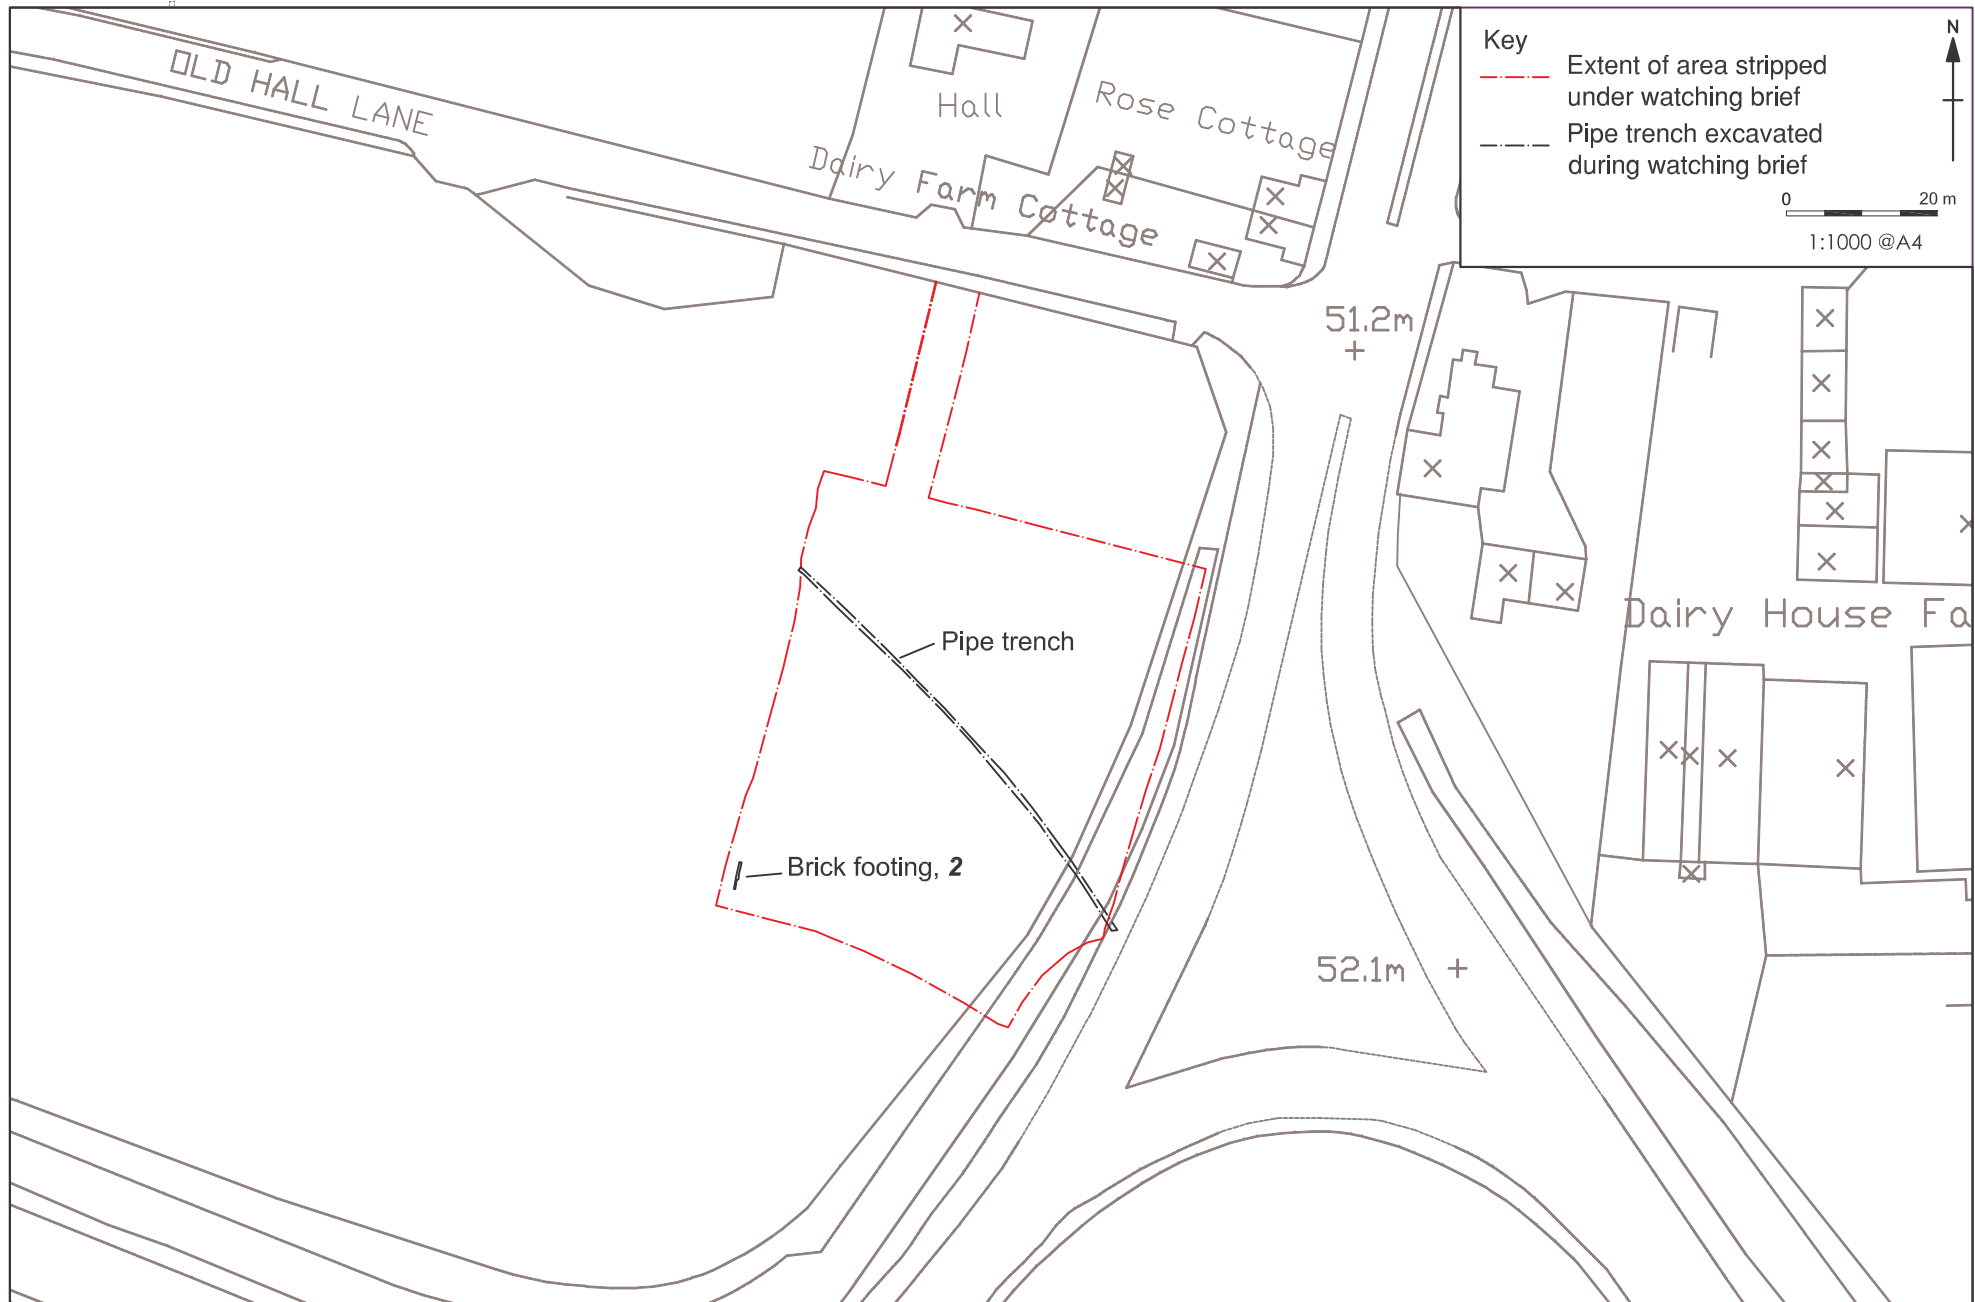 OLD HALL LANE
Hall
Rose Cottage
Dairy Farm Cottage
Key
Extent of area stripped
under watching brief
Pipe trench excavated
during watching brief
N
0 20 m
1:1000 @A4
51.2m
Dairy House Fa
Pipe trench
Brick footing, 2
52.1m